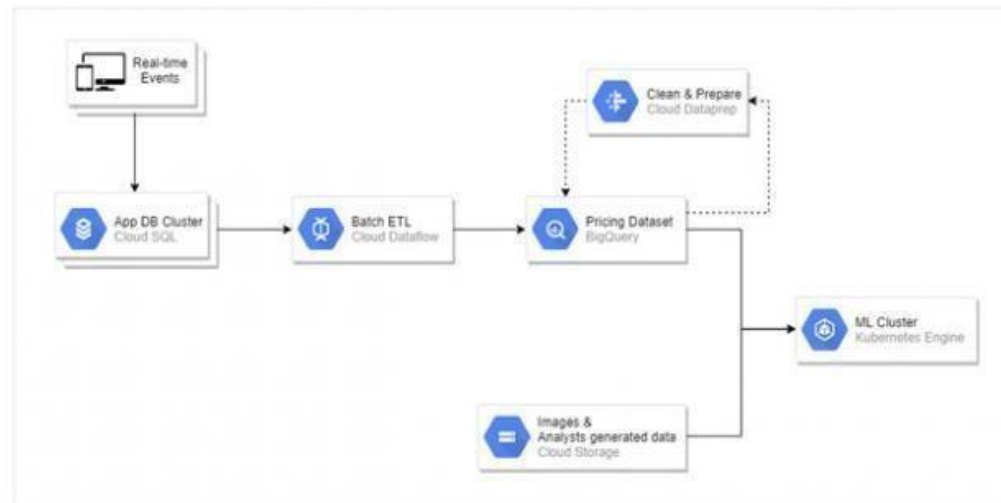 Real-time
Events
Clean & Prepare
Cloud Dataprep
App DB Cluster
Cloud SQL
Batch ETL
Cloud Dataflow
Pricing Dataset
BigQuery
ML Cluster
Kubernetes Engine
Images &
Analysts generated data
Cloud Storage